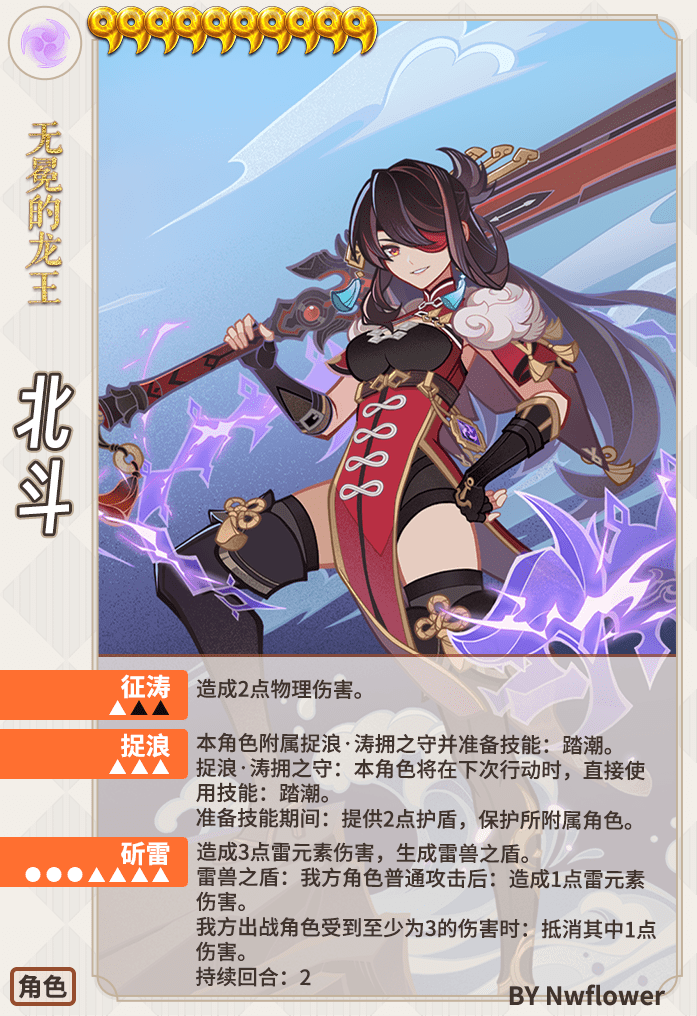 无冕的龙王
北斗
征涛
造成2点物理伤害。
捉浪
本角色附属捉浪·涛拥之守并准备技能：踏潮。
捉浪·涛拥之守：本角色将在下次行动时，直接使
用技能：踏潮。
准备技能期间：提供2点护盾，保护所附属角色。
斫雷
造成3点雷元素伤害，生成雷兽之盾。
雷兽之盾：我方角色普通攻击后：造成1点雷元素
伤害。
我方出战角色受到至少为3的伤害时：抵消其中1点
伤害。
持续回合：2
角色
BY Nwflower